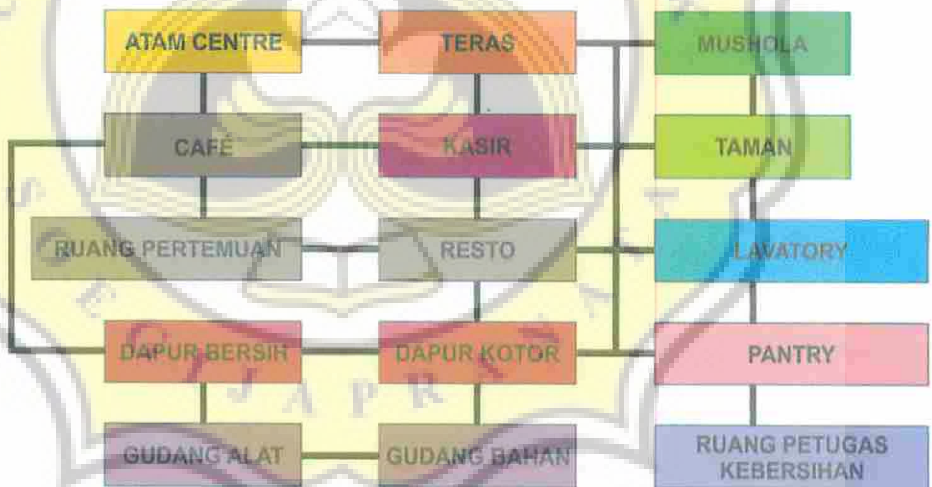 ATAM CENTRE
TERAS
MUSHOLA
CAFÉ
KASIR
TAMAN
RUANG PERTEMUAN
RESTO
LAVATORY
DAPUR BERSIH
DAPUR KOTOR
PANTRY
GUDANG ALAT
GUDANG BAHAN
RUANG PETUGAS
KEBERSIHAN